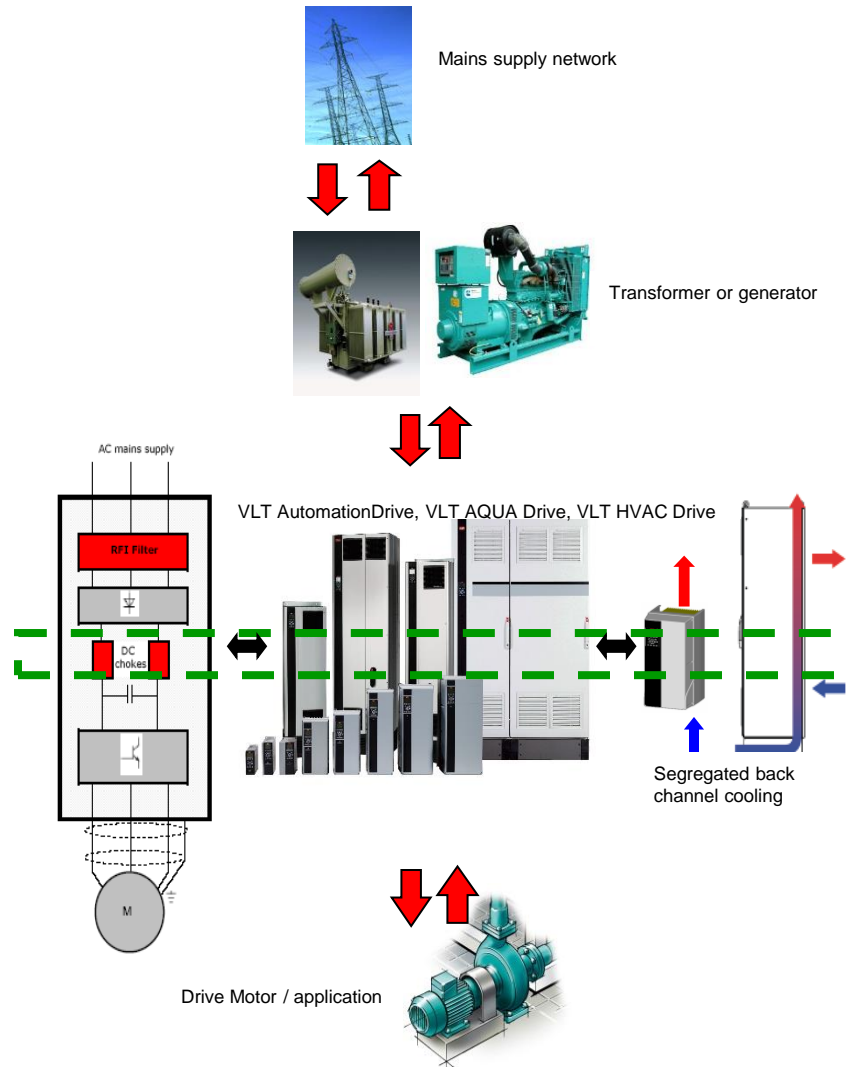 Mains supply network
Transformer or generator
AC mains supply
VLT AutomationDrive, VLT AQUA Drive, VLT HVAC Drive
RFI Filter
DC
chokes
Segregated back
channel cooling
M
Drive Motor / application